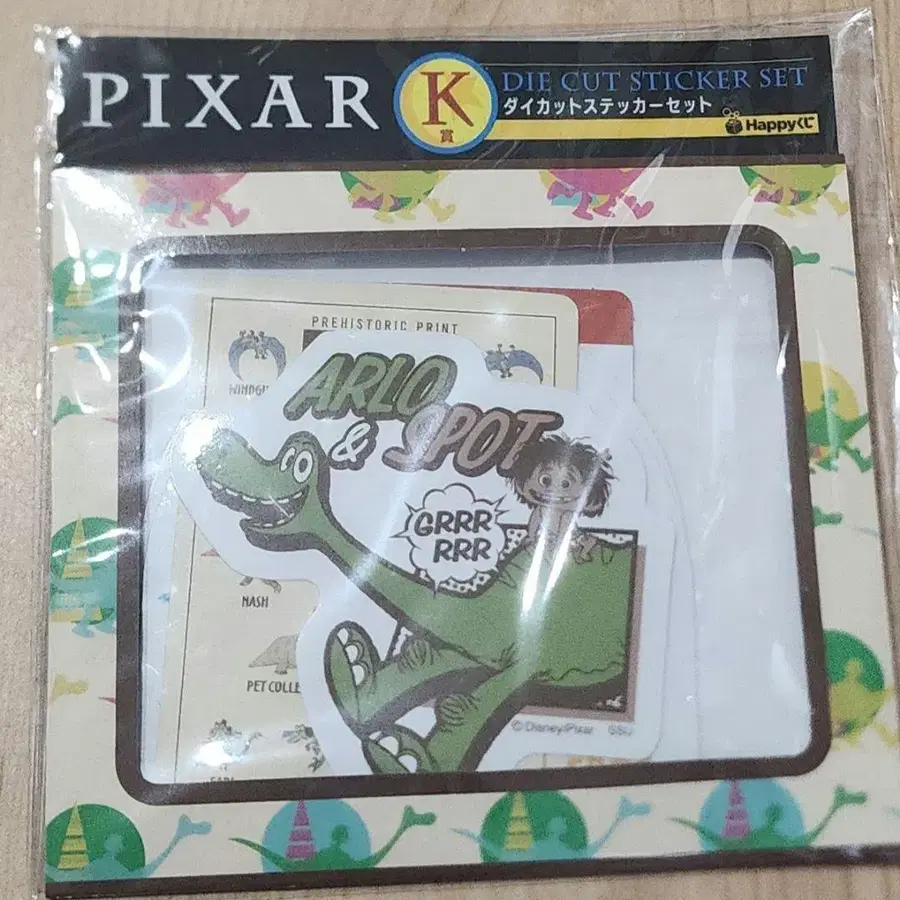 PIXAR
K
賞
DIE CUT STICKER SET
ダイカットステッカーセット
Happyくじ
PREHISTORIC PRINT
ARLO
& SPOT
GRRR
RRR
NASH
PET COLLE
©Disney/Pixar